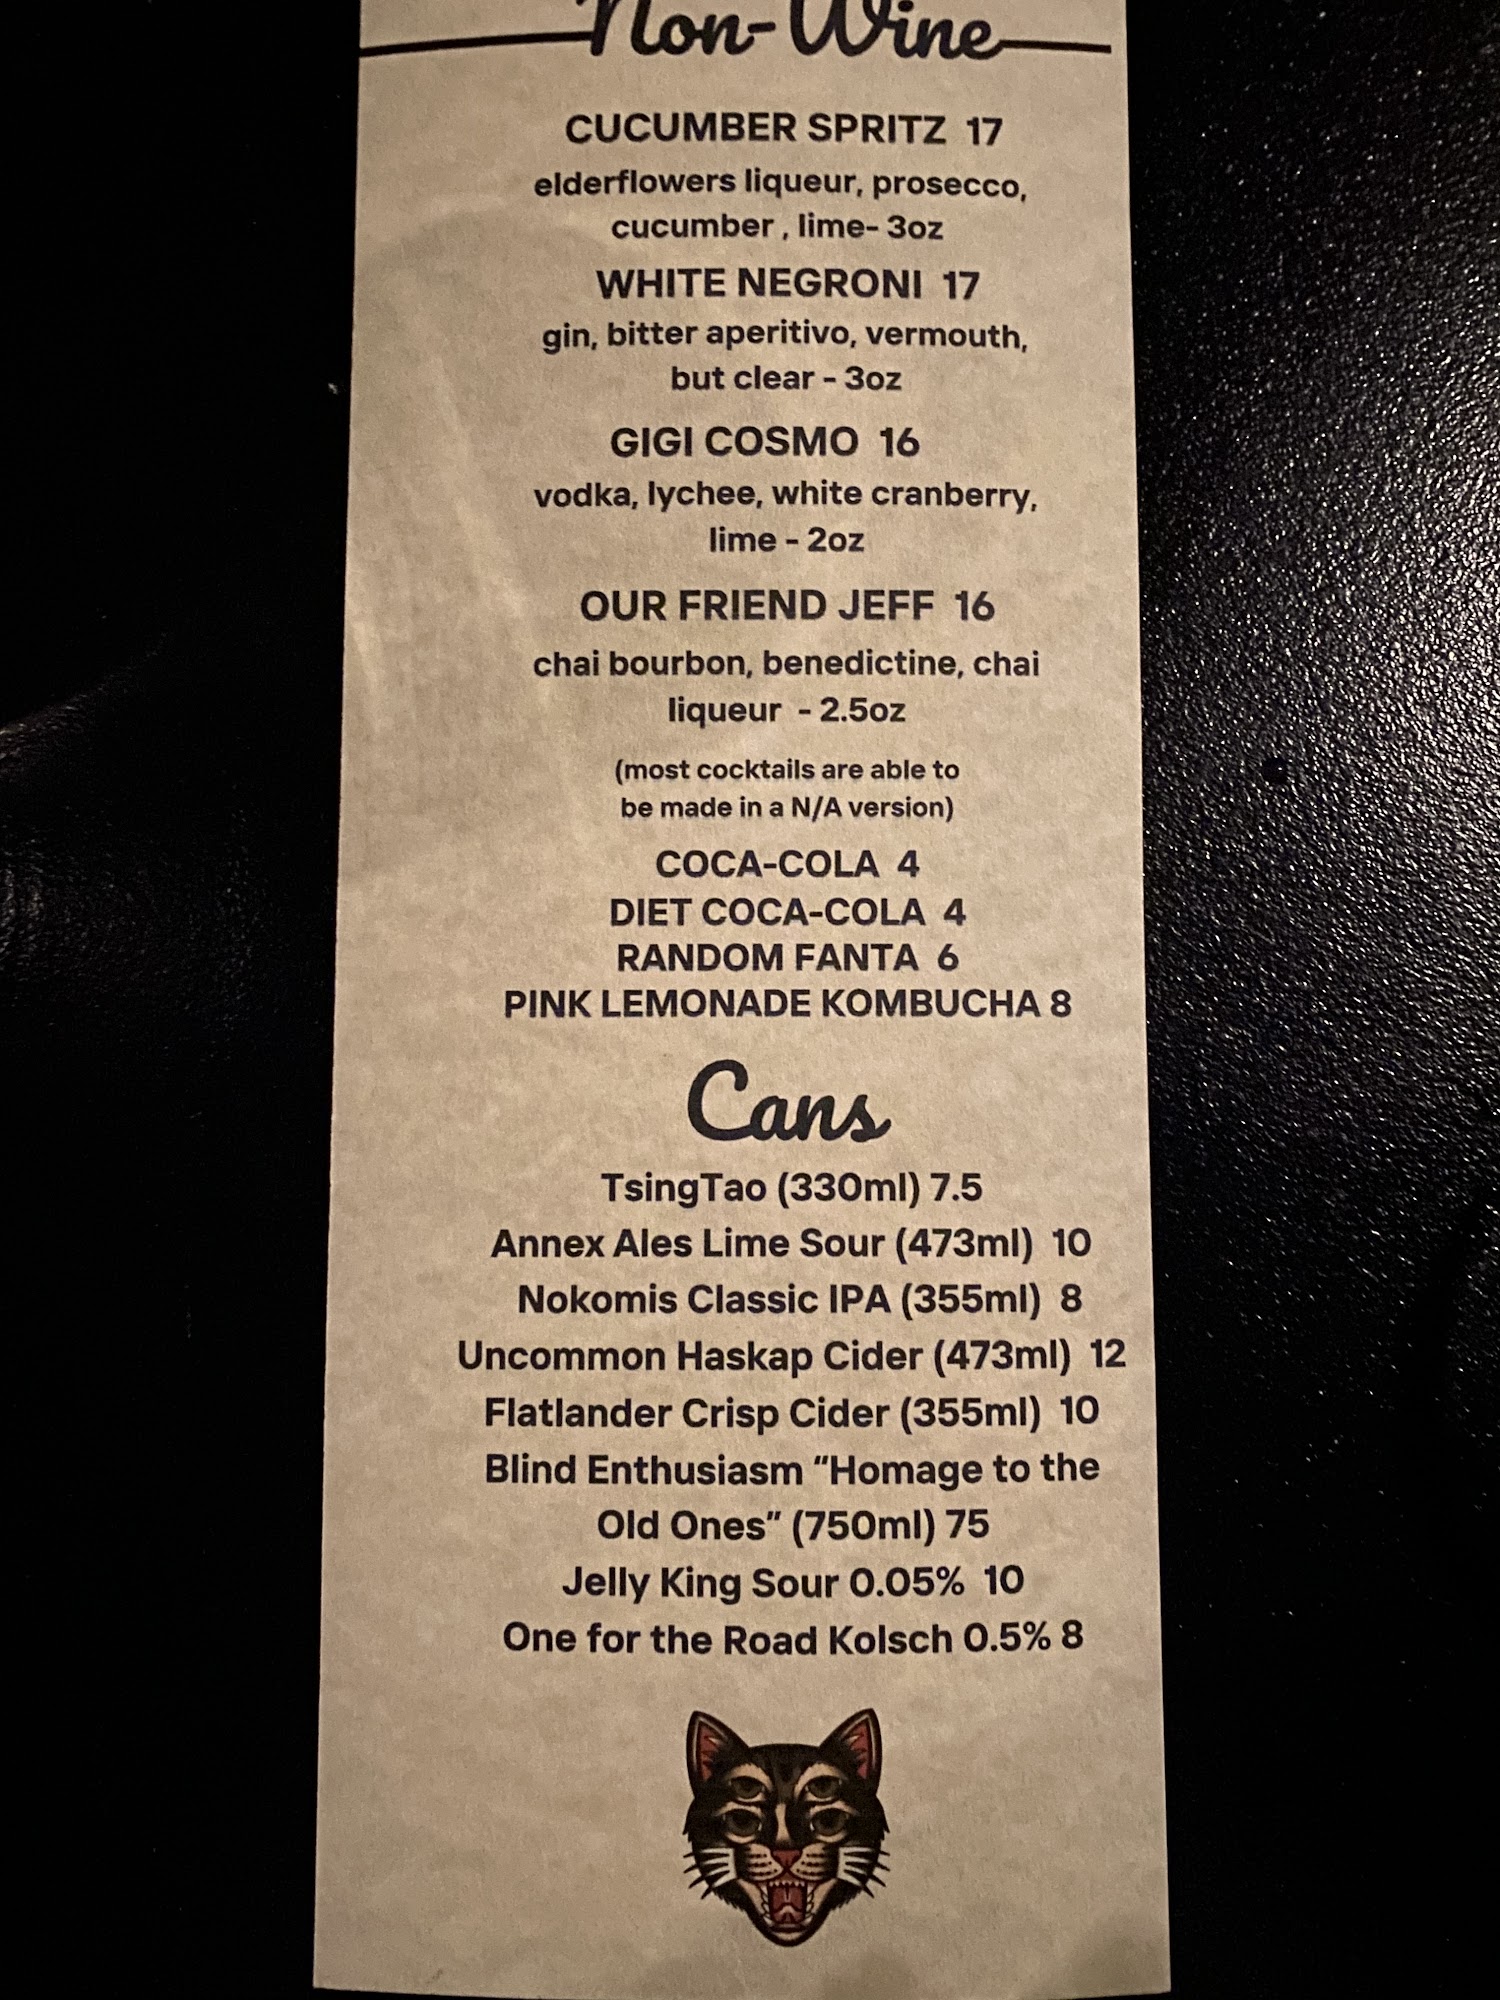 Non-Wine
CUCUMBER SPRITZ 17
elderflowers liqueur, prosecco,
cucumber , lime- 3oz
WHITE NEGRONI 17
gin, bitter aperitivo, vermouth,
but clear - 3oz
GIGI COSMO 16
vodka, lychee, white cranberry,
lime - 2oz
OUR FRIEND JEFF 16
chai bourbon, benedictine, chai
liqueur - 2.5oz
(most cocktails are able to
be made in a N/A version)
COCA-COLA 4
DIET COCA-COLA 4
RANDOM FANTA 6
PINK LEMONADE KOMBUCHA 8
Cans
TsingTao (330ml) 7.5
Annex Ales Lime Sour (473ml) 10
Nokomis Classic IPA (355ml) 8
Uncommon Haskap Cider (473ml) 12
Flatlander Crisp Cider (355ml) 10
Blind Enthusiasm “Homage to the
Old Ones” (750ml) 75
Jelly King Sour 0.05% 10
One for the Road Kolsch 0.5% 8